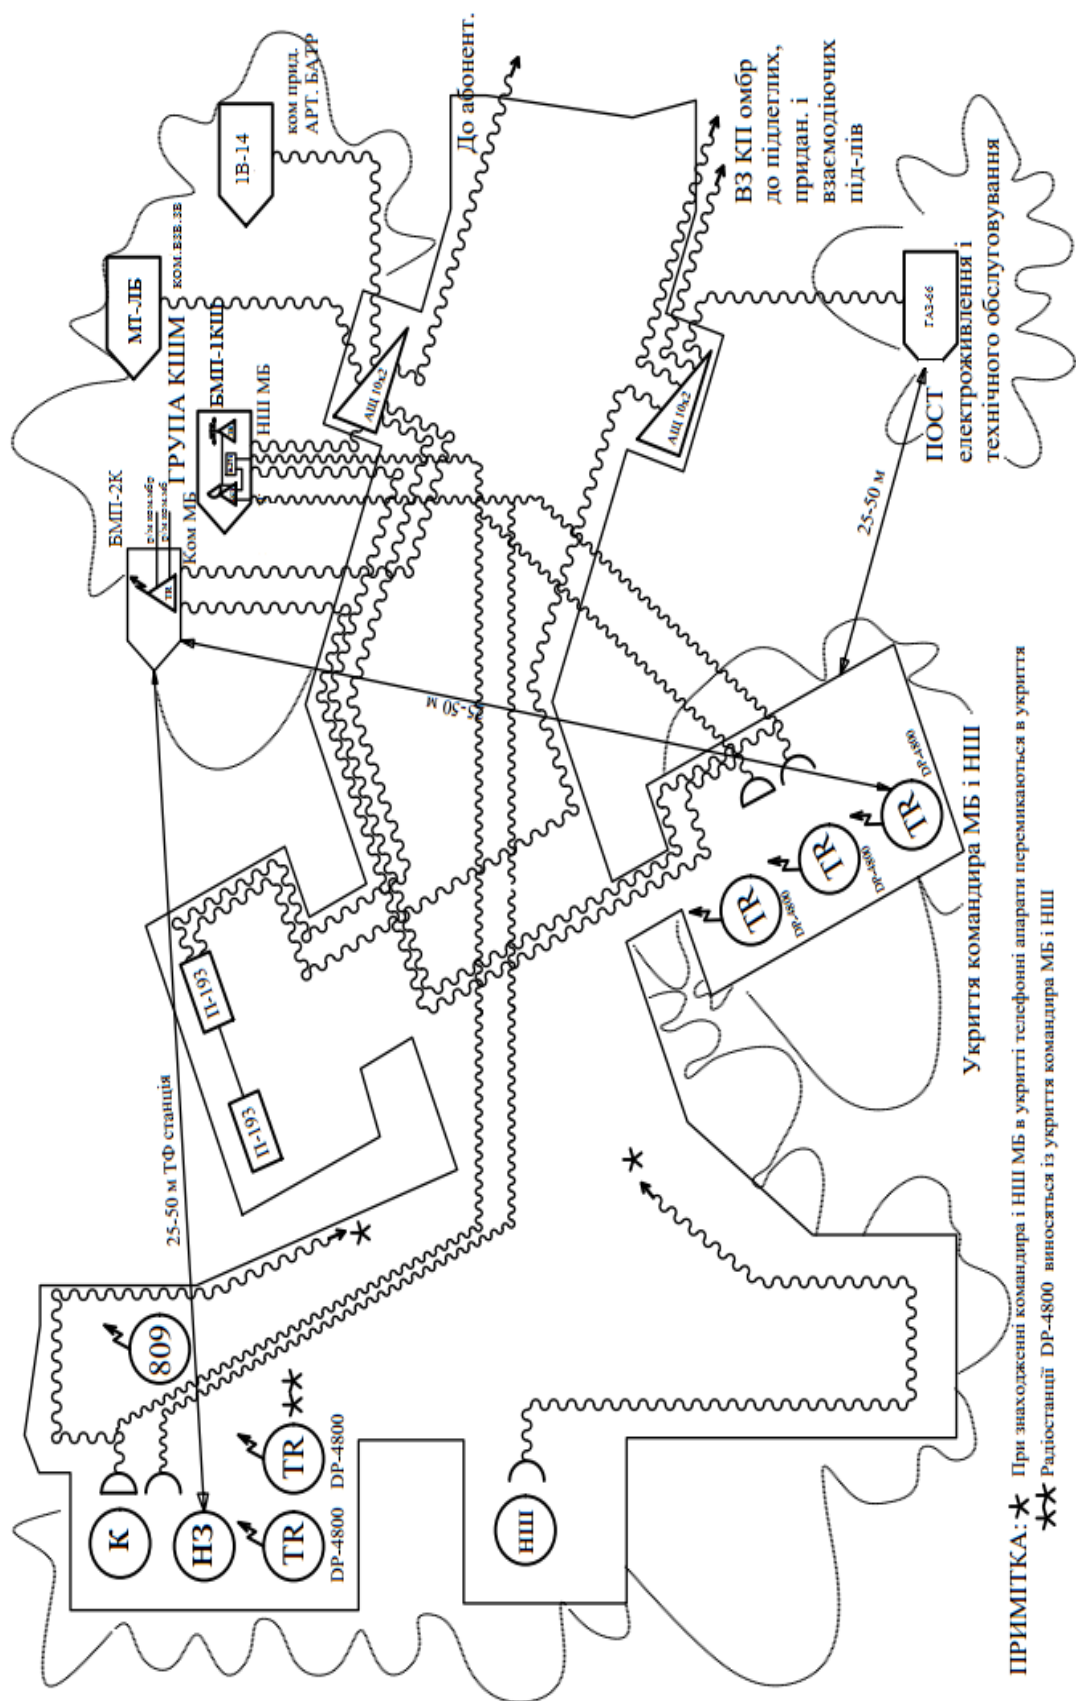 ком прид.
АРТ. БАТР
1В-14
До абонент.
ВЗ КП омбр
до підлеглих,
придан. і
взаємодіючих
під-лів
МТ-ЛБ
ком.взв.зв
ГРУПА КШМ
БМП-1КШ
НШ МБ
АЩ 10х2
АЩ 10х2
БМП-2К
Ком МБ
TR
ГАЗ-66
ПОСТ
електроживлення і
технічного обслуговування
25-50 м
25-50 м
П-193
П-193
25-50 м ТФ станція
TR
DP-4800
TR
DP-4800
TR
DP-4800
Укриття командира МБ і НШ
809
К
НЗ
TR
DP-4800
TR
DP-4800
НШ
ПРИМІТКА: * При знаходженні командира і НШ МБ в укритті телефонні апарати перемикаються в укриття
** Радіостанції DP-4800 виносяться із укриття командира МБ і НШ